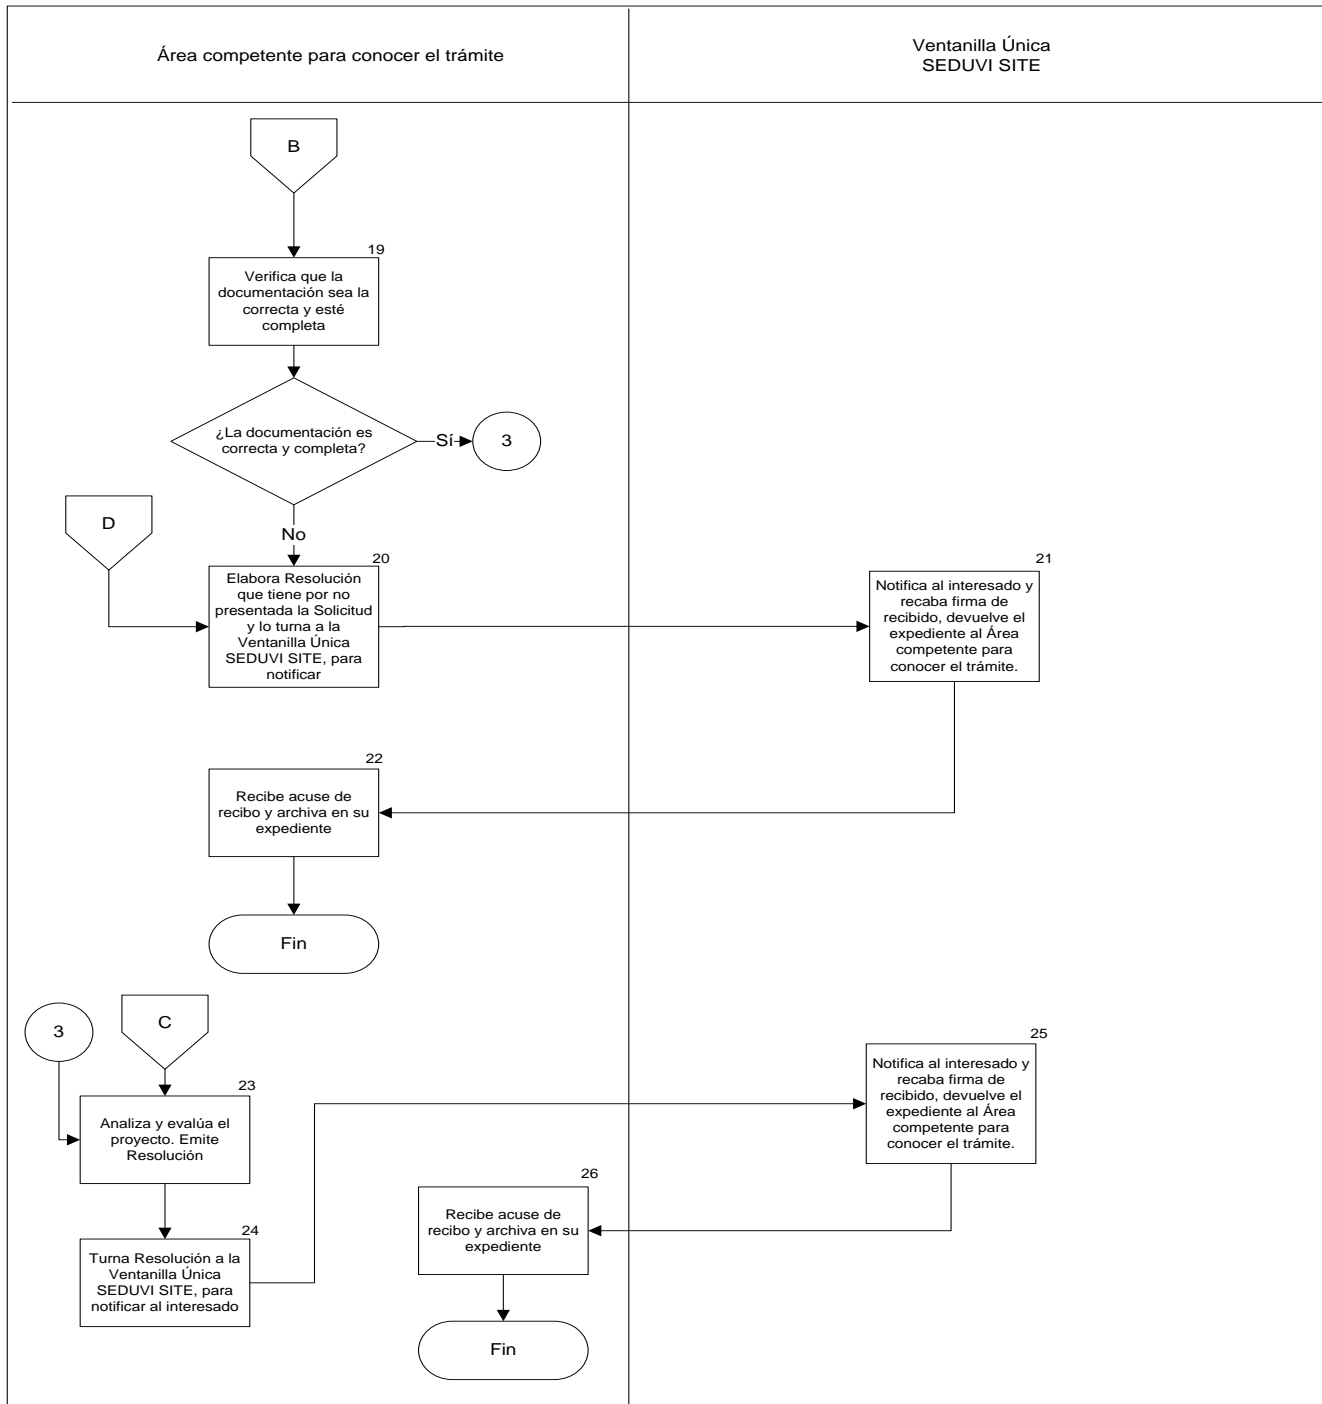 Área competente para conocer el trámite
Ventanilla Única
SEDUVI SITE
B
19
Verifica que la
documentación sea la
correcta y esté
completa
¿La documentación es
correcta y completa?
Sí
3
No
D
20
Elabora Resolución
que tiene por no
presentada la Solicitud
y lo turna a la
Ventanilla Única
SEDUVI SITE, para
notificar
21
Notifica al interesado y
recaba firma de
recibido, devuelve el
expediente al Área
competente para
conocer el trámite.
22
Recibe acuse de
recibo y archiva en su
expediente
Fin
3
C
23
Analiza y evalúa el
proyecto. Emite
Resolución
24
Turna Resolución a la
Ventanilla Única
SEDUVI SITE, para
notificar al interesado
25
Notifica al interesado y
recaba firma de
recibido, devuelve el
expediente al Área
competente para
conocer el trámite.
26
Recibe acuse de
recibo y archiva en su
expediente
Fin